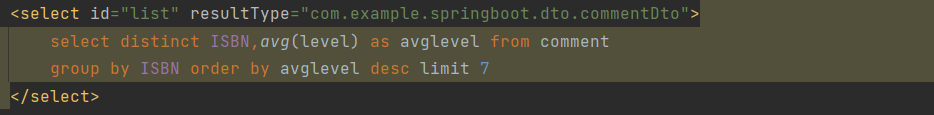 <select id="list" resultType="com.example.springboot.dto.commentDto">
select distinct ISBN,avg(level) as avglevel from comment
group by ISBN order by avglevel desc limit 7
</select>